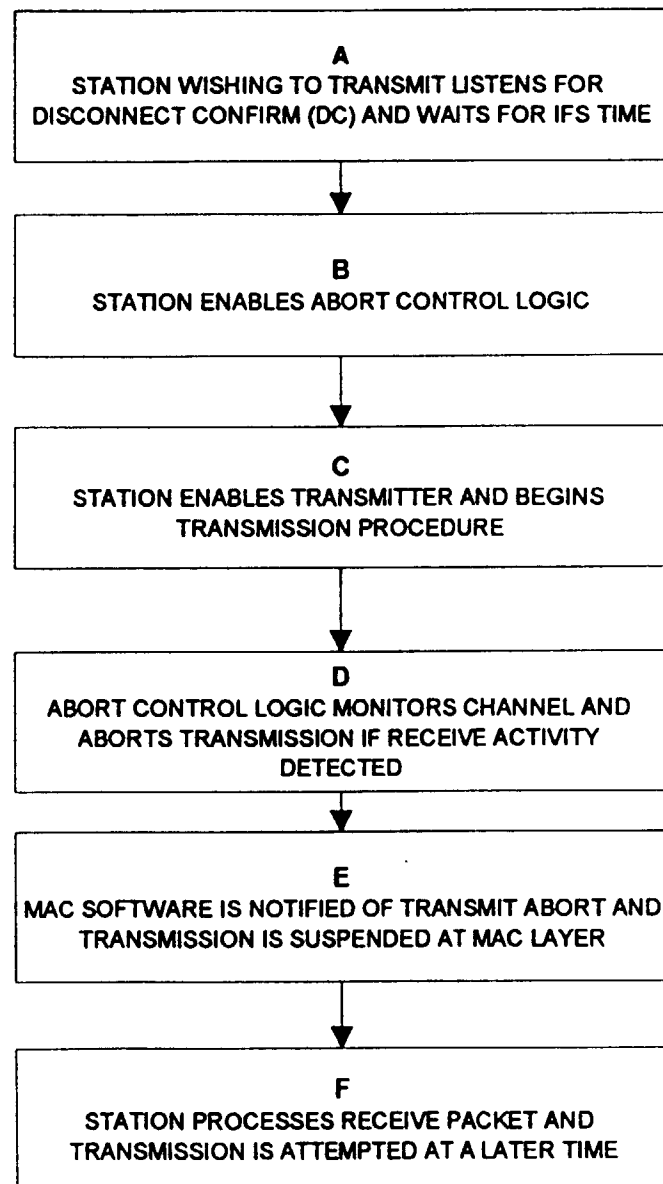 A
STATION WISHING TO TRANSMIT LISTENS FOR
DISCONNECT CONFIRM (DC) AND WAITS FOR IFS TIME
B
STATION ENABLES ABORT CONTROL LOGIC
C
STATION ENABLES TRANSMITTER AND BEGINS
TRANSMISSION PROCEDURE
D
ABORT CONTROL LOGIC MONITORS CHANNEL AND
ABORTS TRANSMISSION IF RECEIVE ACTIVITY
DETECTED
E
MAC SOFTWARE IS NOTIFIED OF TRANSMIT ABORT AND
TRANSMISSION IS SUSPENDED AT MAC LAYER
F
STATION PROCESSES RECEIVE PACKET AND
TRANSMISSION IS ATTEMPTED AT A LATER TIME